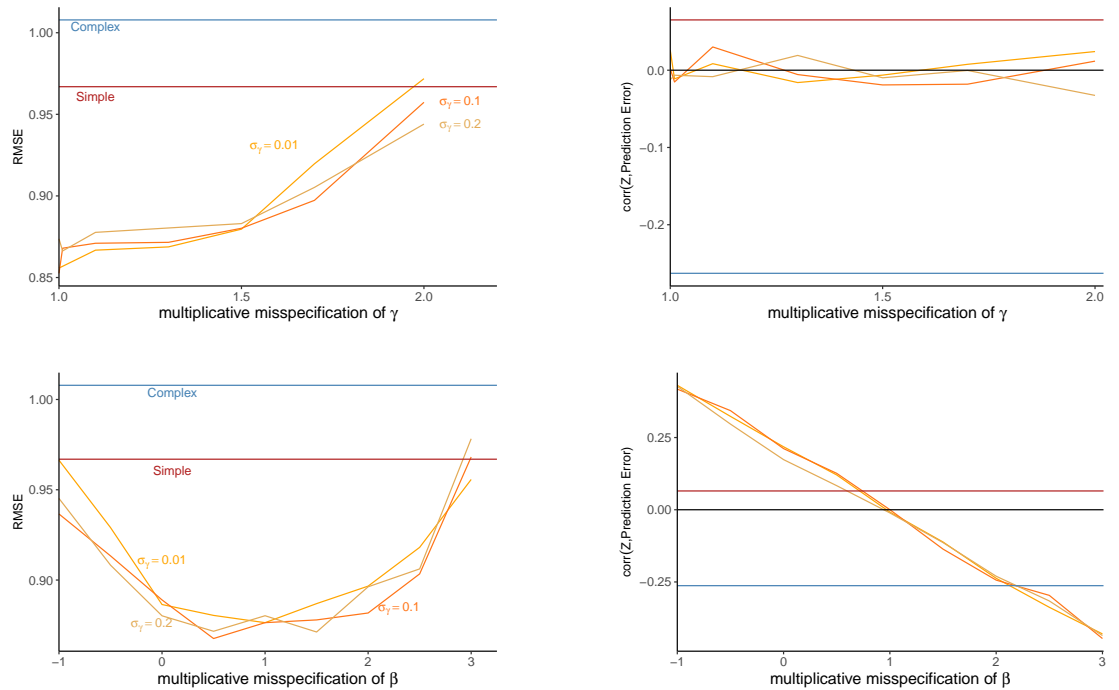 1.00
0.95
0.90
0.85
RMSE
Complex
Simple
σγ = 0.01
σγ = 0.1
σγ = 0.2
1.0
1.5
2.0
multiplicative misspecification of γ
0.0
−0.1
−0.2
corr(Z,Prediction Error)
1.0
1.5
2.0
multiplicative misspecification of γ
1.00
0.95
0.90
RMSE
Complex
Simple
σγ = 0.01
σγ = 0.2
σγ = 0.1
−1
0
1
2
3
multiplicative misspecification of β
0.25
0.00
−0.25
corr(Z,Prediction Error)
−1
0
1
2
3
multiplicative misspecification of β